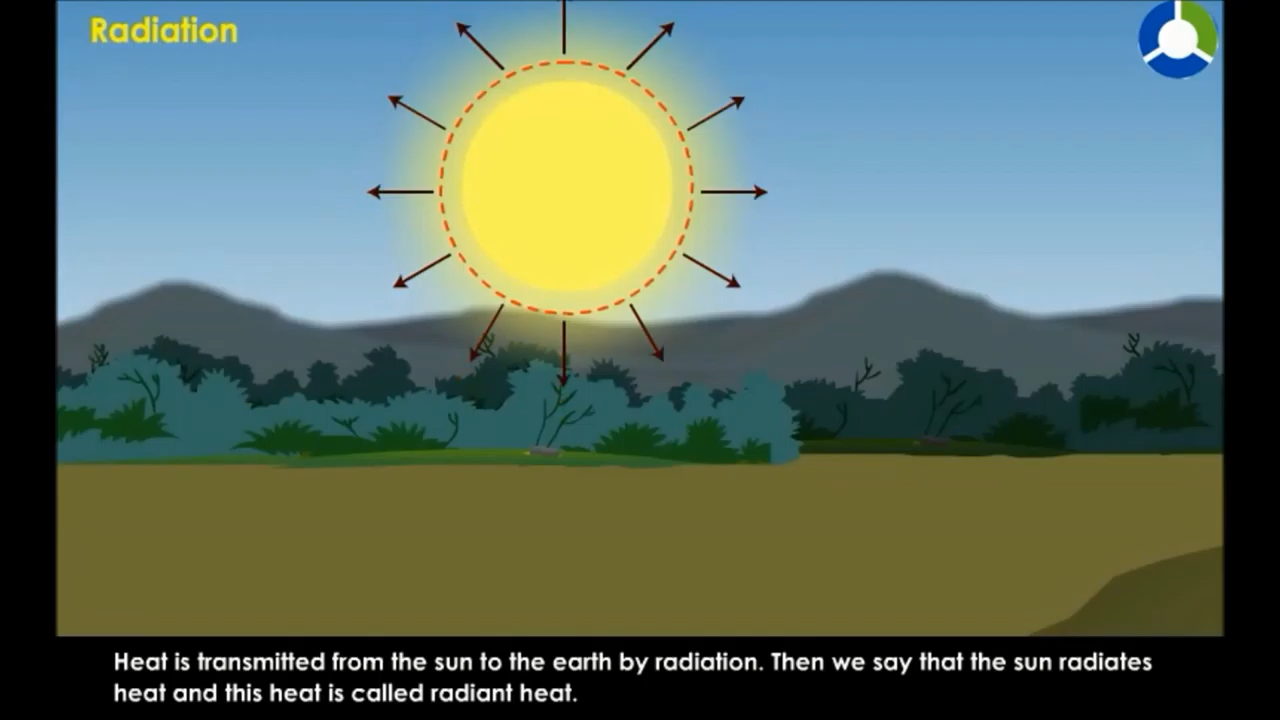 Radiation
Heat is transmitted from the sun to the earth by radiation. Then we say that the sun radiates
heat and this heat is called radiant heat.